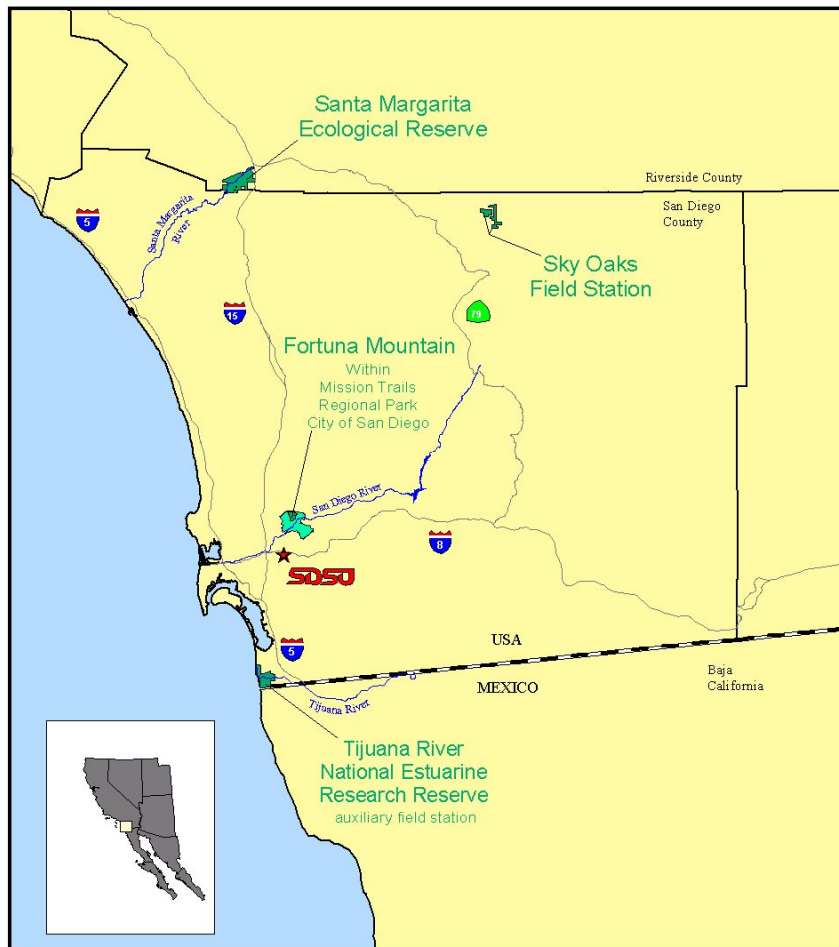 Santa Margarita
Ecological Reserve
Riverside County
San Diego
County
5
Santa Margarita
River
Sky Oaks
Field Station
15
79
Fortuna Mountain
Within
Mission Trails
Regional Park
City of San Diego
San Diego River
8
SDSU
5
USA
MEXICO
Baja
California
Tijuana River
Tijuana River
National Estuarine
Research Reserve
auxiliary field station